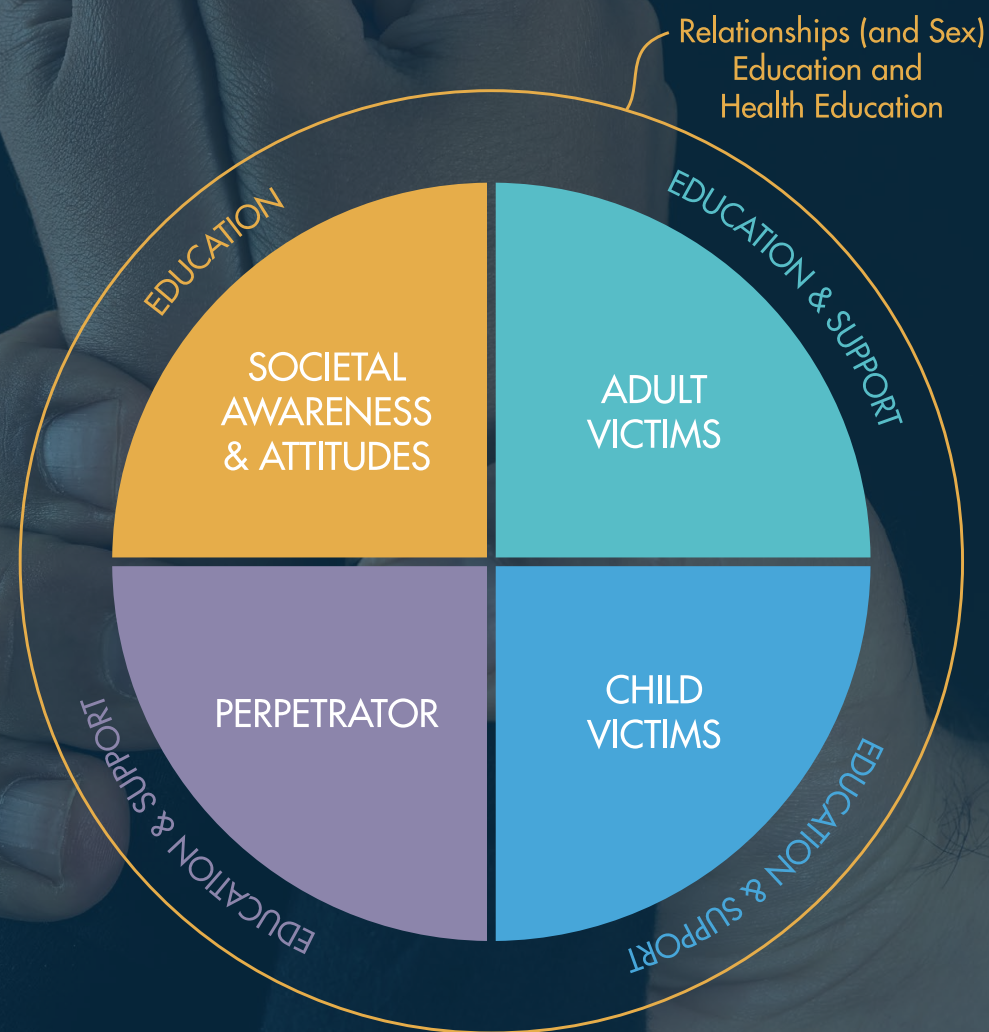 Relationships (and Sex)
Education and
Health Education
EDUCATION
EDUCATION & SUPPORT
SOCIETAL
AWARENESS
& ATTITUDES
ADULT
VICTIMS
PERPETRATOR
CHILD
VICTIMS
EDUCATION & SUPPORT
EDUCATION & SUPPORT